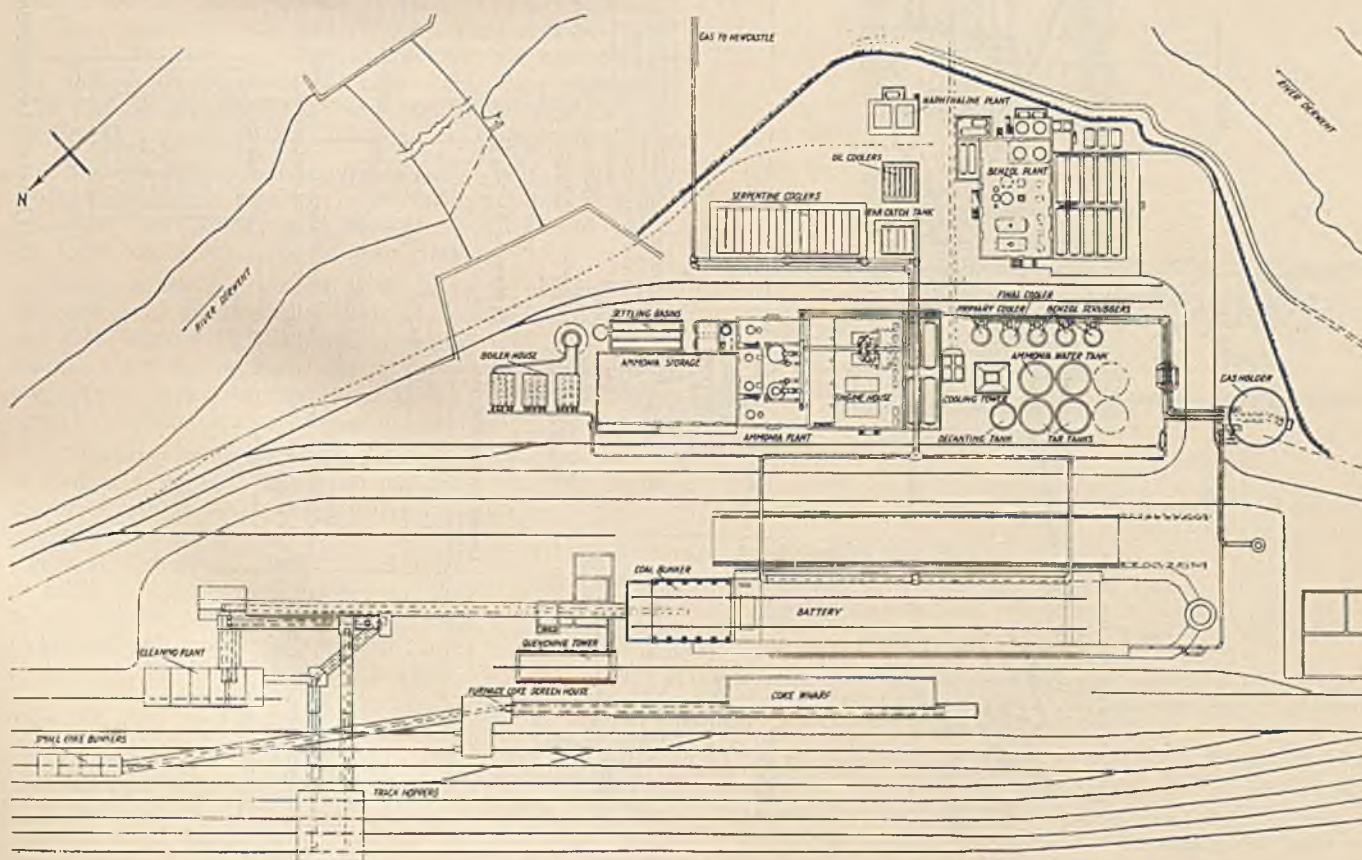 GAS TO NEWCASTLE
RIVER DERWENT
NAPHTHALINE PLANT
N
OIL COOLERS
BENZOL PLANT
SERPENTINE COOLERS
TAR CATCH TANK
RIVER DERWENT
FINAL COOLER
SETTLING BASINS
PRIMARY COOLER
BENZOL SCRUBBERS
BOILER HOUSE
AMMONIA STORAGE
AMMONIA WATER TANK
GAS HOLDER
ENGINE HOUSE
COOLING TOWER
AMMONIA PLANT
DECANTING TANK
TAR TANKS
COAL BUNKER
BATTERY
QUENCHING TOWER
CLEANING PLANT
FURNACE COKE SCREEN HOUSE
COKE WHARF
SMALL COKE BUNKERS
TRACK HOPPERS